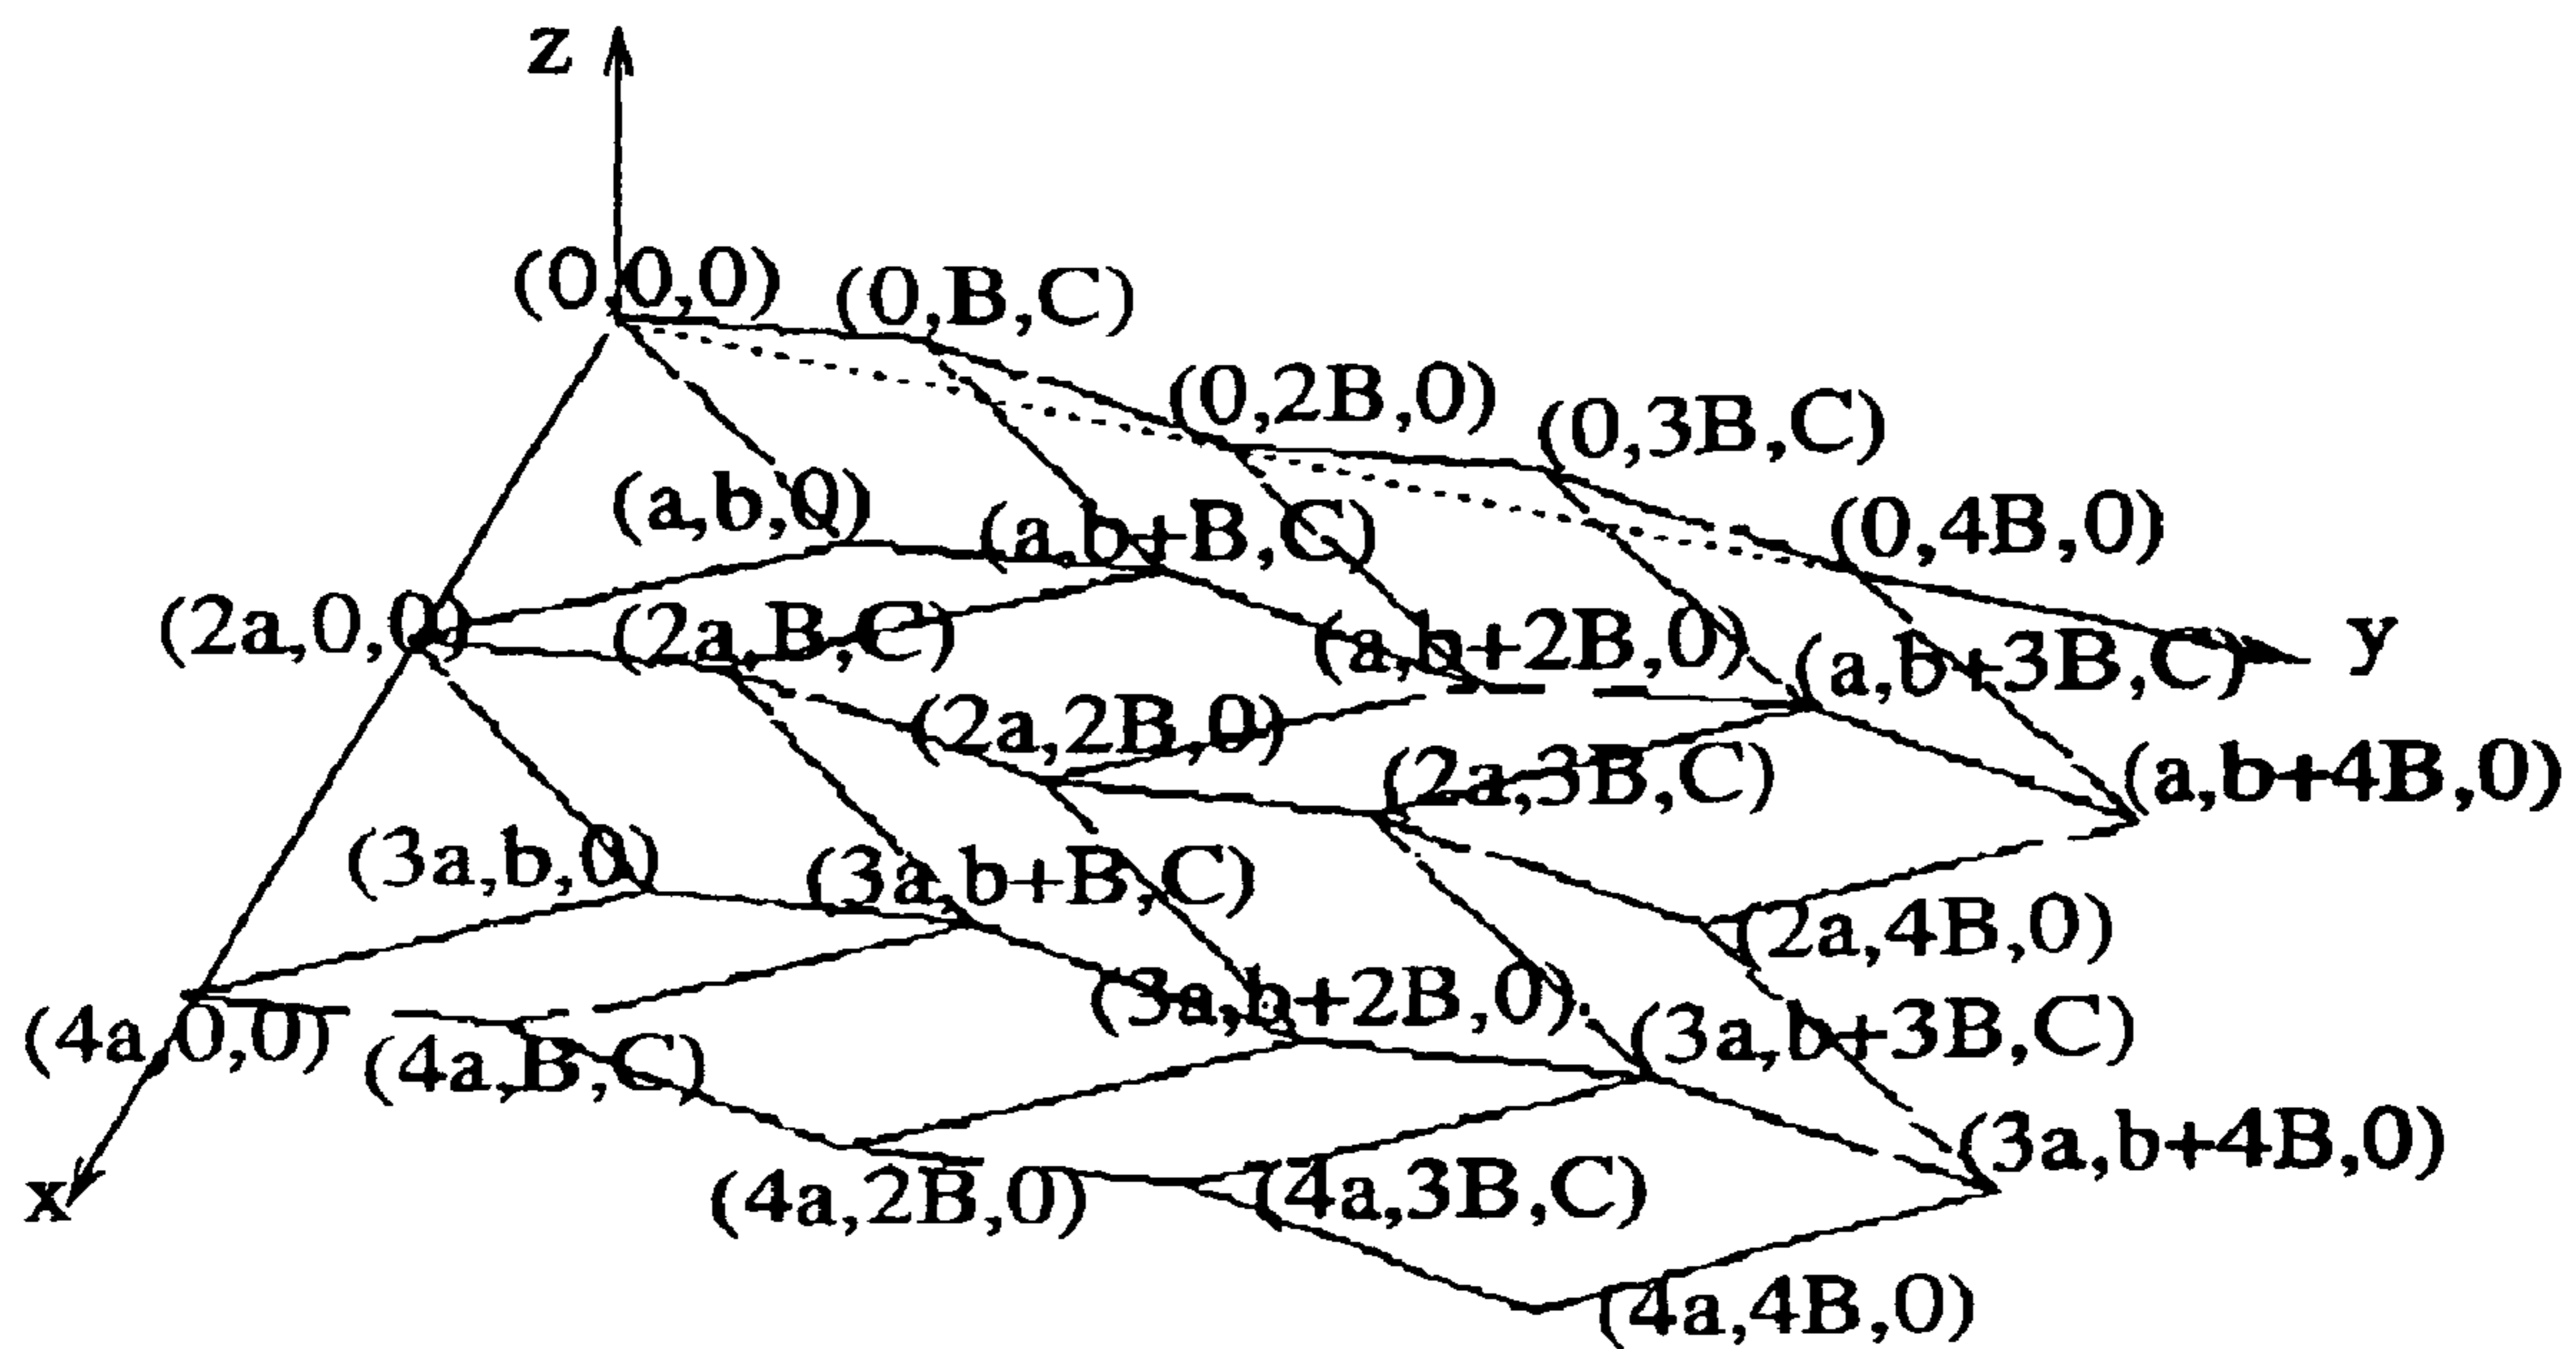 z
(0,0,0) (0,B,C)
(0,2B,0) (0,3B,C)
(a,b,0) (a,b+B,C) (0,4B,0)
(2a,0,0) (2a,B,C) (a,b+2B,0) (a,b+3B,C) y
(2a,2B,0) (2a,3B,C) (a,b+4B,0)
(3a,b,0) (3a,b+B,C) (2a,4B,0)
(4a,0,0) (4a,B,C) (3a,b+2B,0) (3a,b+3B,C)
x (4a,2B,0) (4a,3B,C) (3a,b+4B,0)
(4a,4B,0)